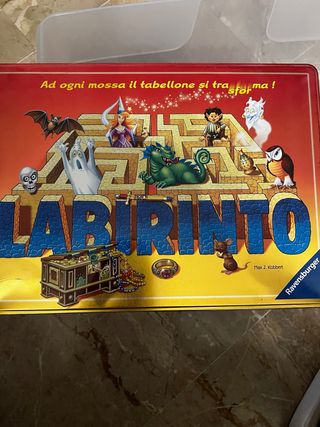 Ad ogni mossa il tabellone si trasforma!
LABIRINTO
Max J. Kobbert
Ravensburger